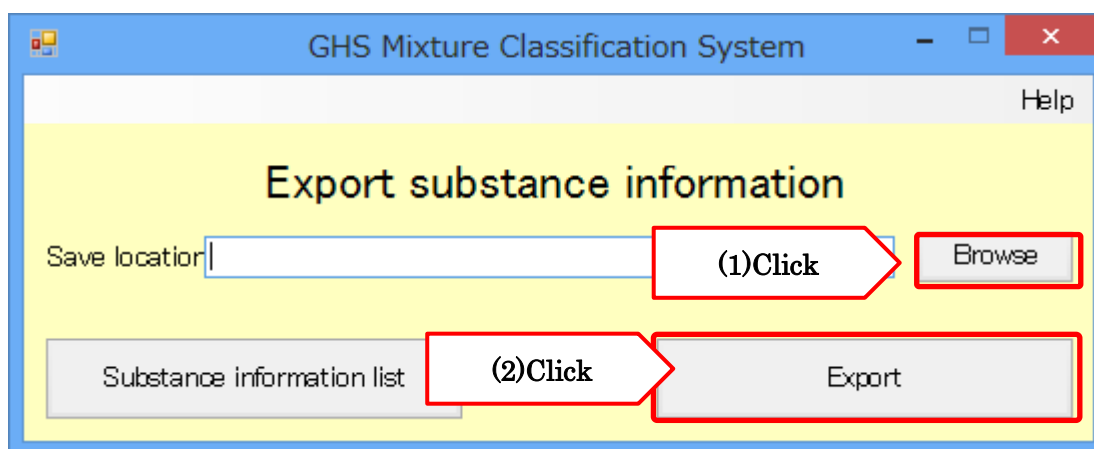 GHS Mixture Classification System
Help
Export substance information
Save location
(1)Click
Browse
Substance information list
(2)Click
Export